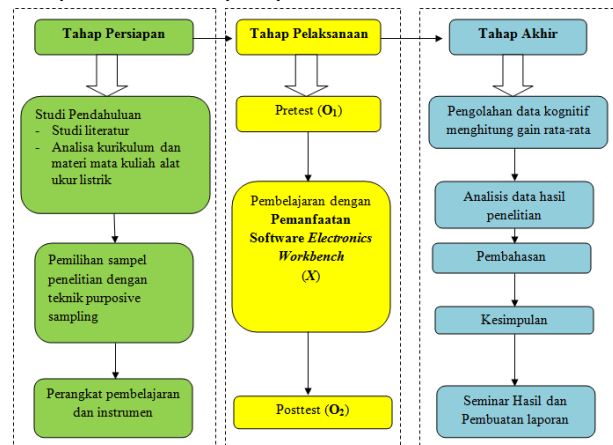 Tahap Persiapan
Studi Pendahuluan
- Studi literatur
- Analisa kurikulum dan
materi mata kuliah alat
ukur listrik
Pemilihan sampel
penelitian dengan
teknik purposive
sampling
Perangkat pembelajaran
dan instrumen
Tahap Pelaksanaan
Pretest (O₁)
Pembelajaran dengan
Pemanfaatan
Software Electronics
Workbench
(X)
Posttest (O₂)
Tahap Akhir
Pengolahan data kognitif
menghitung gain rata-rata
Analisis data hasil
penelitian
Pembahasan
Kesimpulan
Seminar Hasil dan
Pembuatan laporan